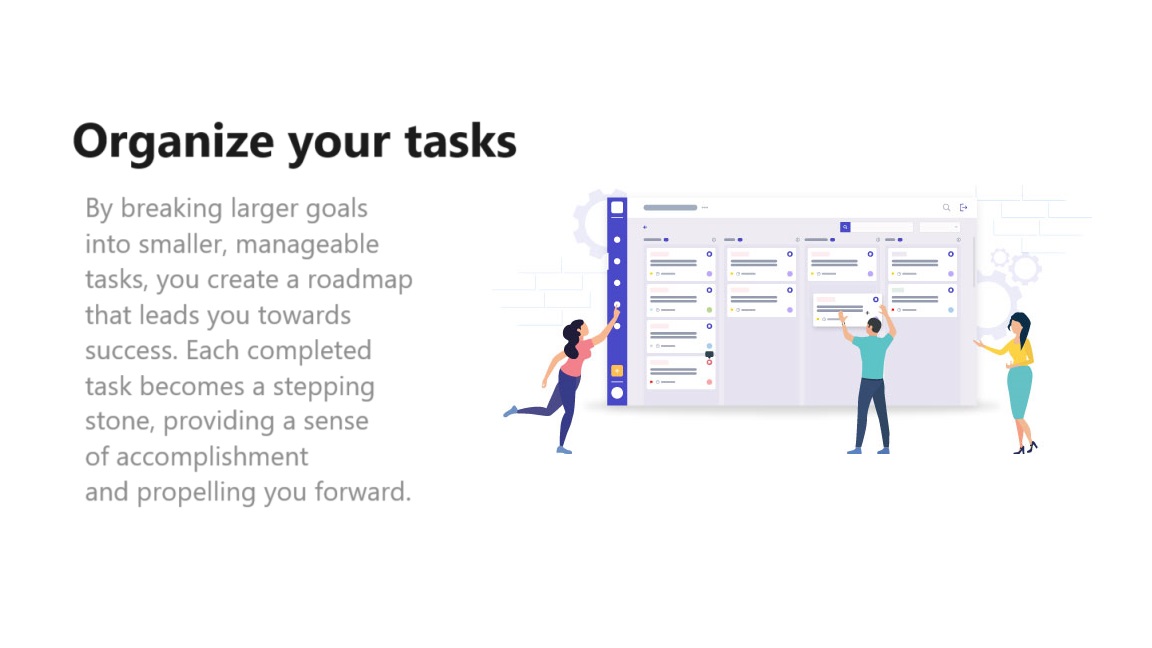 Organize your tasks
By breaking larger goals
into smaller, manageable
tasks, you create a roadmap
that leads you towards
success. Each completed
task becomes a stepping
stone, providing a sense
of accomplishment
and propelling you forward.